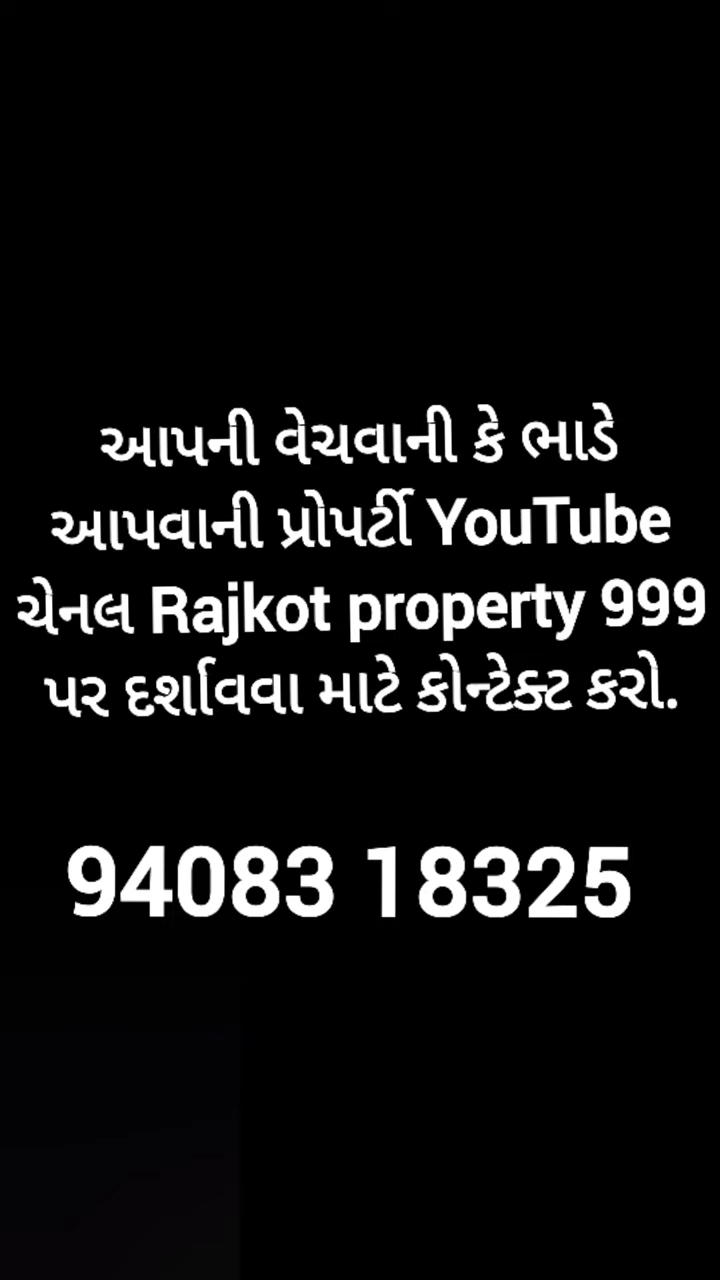 આપની વેચવાની કે ભાડે
આપવાની પ્રોપર્ટી YouTube
ચેનલ Rajkot property 999
પર દર્શાવવા માટે કોન્ટેક્ટ કરો.
94083 18325